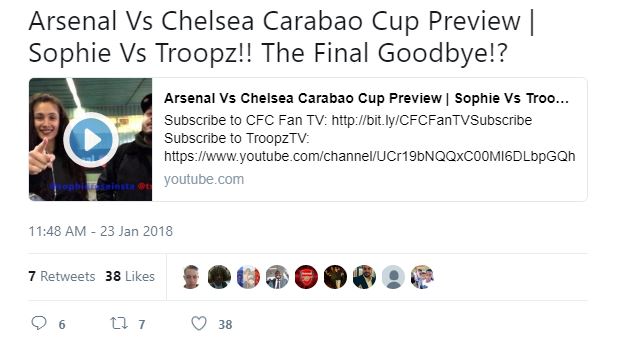 Arsenal Vs Chelsea Carabao Cup Preview |
Sophie Vs Troopz!! The Final Goodbye!?
Arsenal Vs Chelsea Carabao Cup Preview | Sophie Vs Troo...
Subscribe to CFC Fan TV: http://bit.ly/CFCFanTVSubscribe
Subscribe to TroopzTV:
https://www.youtube.com/channel/UCr19bNQQxC00MI6DLbpGQh
youtube.com
11:48 AM - 23 Jan 2018
7 Retweets 38 Likes
6 7 38